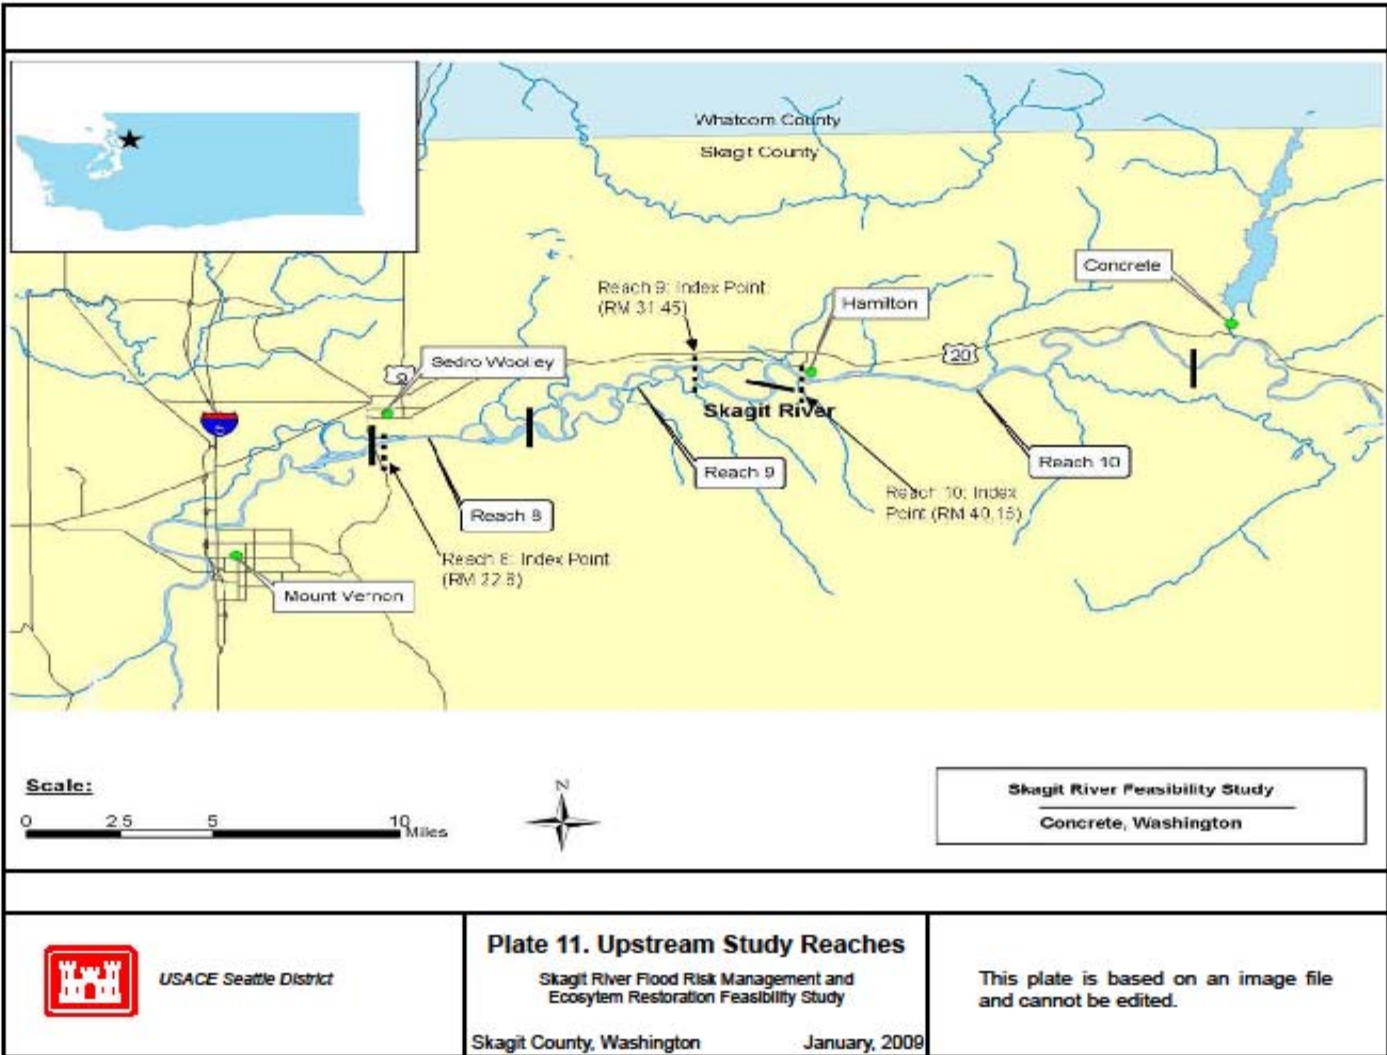 Whatcom County
Skagit County
Concrete
Reach 9: Index Point
(RM 31.45)
Hamilton
20
Sedro Woolley
9
Skagit River
5
Reach 9
Reach 10
Reach 10: Index
Point (RM 40.15)
Reach 8
Index Point
(RM 22.8)
Mount Vernon
Scale:
0 2.5 5 10
Miles
N
Skagit River Feasibility Study
Concrete, Washington
USACE Seattle District
Plate 11. Upstream Study Reaches
Skagit River Flood Risk Management and
Ecosytem Restoration Feasibility Study
Skagit County, Washington January, 2009
This plate is based on an image file
and cannot be edited.